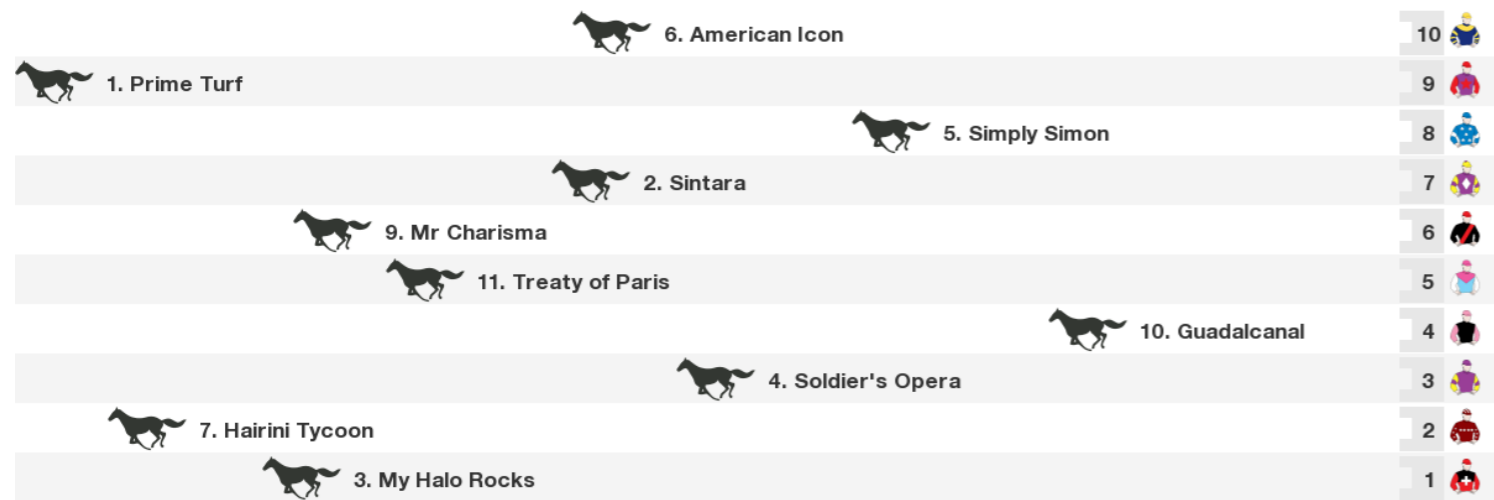 6. American Icon 10
1. Prime Turf 9
5. Simply Simon 8
2. Sintara 7
9. Mr Charisma 6
11. Treaty of Paris 5
10. Guadalcanal 4
4. Soldier's Opera 3
7. Hairini Tycoon 2
3. My Halo Rocks 1